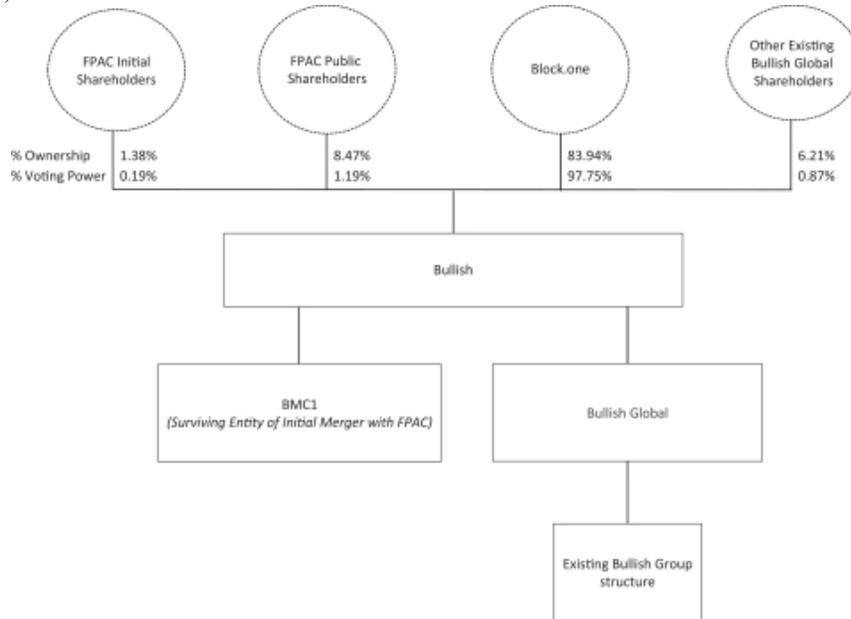 FPAC Initial
Shareholders
FPAC Public
Shareholders
Block.one
Other Existing
Bullish Global
Shareholders
% Ownership 1.38% 8.47% 83.94% 6.21%
% Voting Power 0.19% 1.19% 97.75% 0.87%
Bullish
BMC1
(Surviving Entity of Initial Merger with FPAC)
Bullish Global
Existing Bullish Group
structure